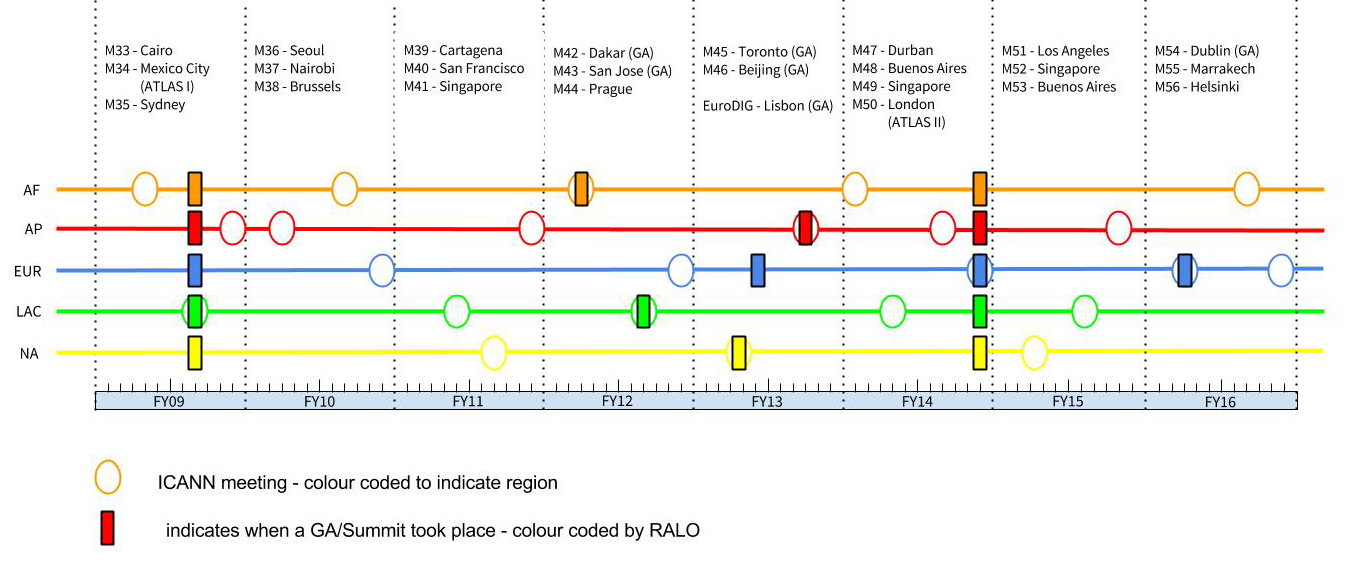 M33 - Cairo
M34 - Mexico City
(ATLAS I)
M35 - Sydney
M36 - Seoul
M37 - Nairobi
M38 - Brussels
M39 - Cartagena
M40 - San Francisco
M41 - Singapore
M42 - Dakar (GA)
M43 - San Jose (GA)
M44 - Prague
M45 - Toronto (GA)
M46 - Beijing (GA)
EuroDIG - Lisbon (GA)
M47 - Durban
M48 - Buenos Aires
M49 - Singapore
M50 - London
(ATLAS II)
M51 - Los Angeles
M52 - Singapore
M53 - Buenos Aires
M54 - Dublin (GA)
M55 - Marrakech
M56 - Helsinki
AF
AP
EUR
LAC
NA
FY09 FY10 FY11 FY12 FY13 FY14 FY15 FY16
ICANN meeting - colour coded to indicate region
indicates when a GA/Summit took place - colour coded by RALO